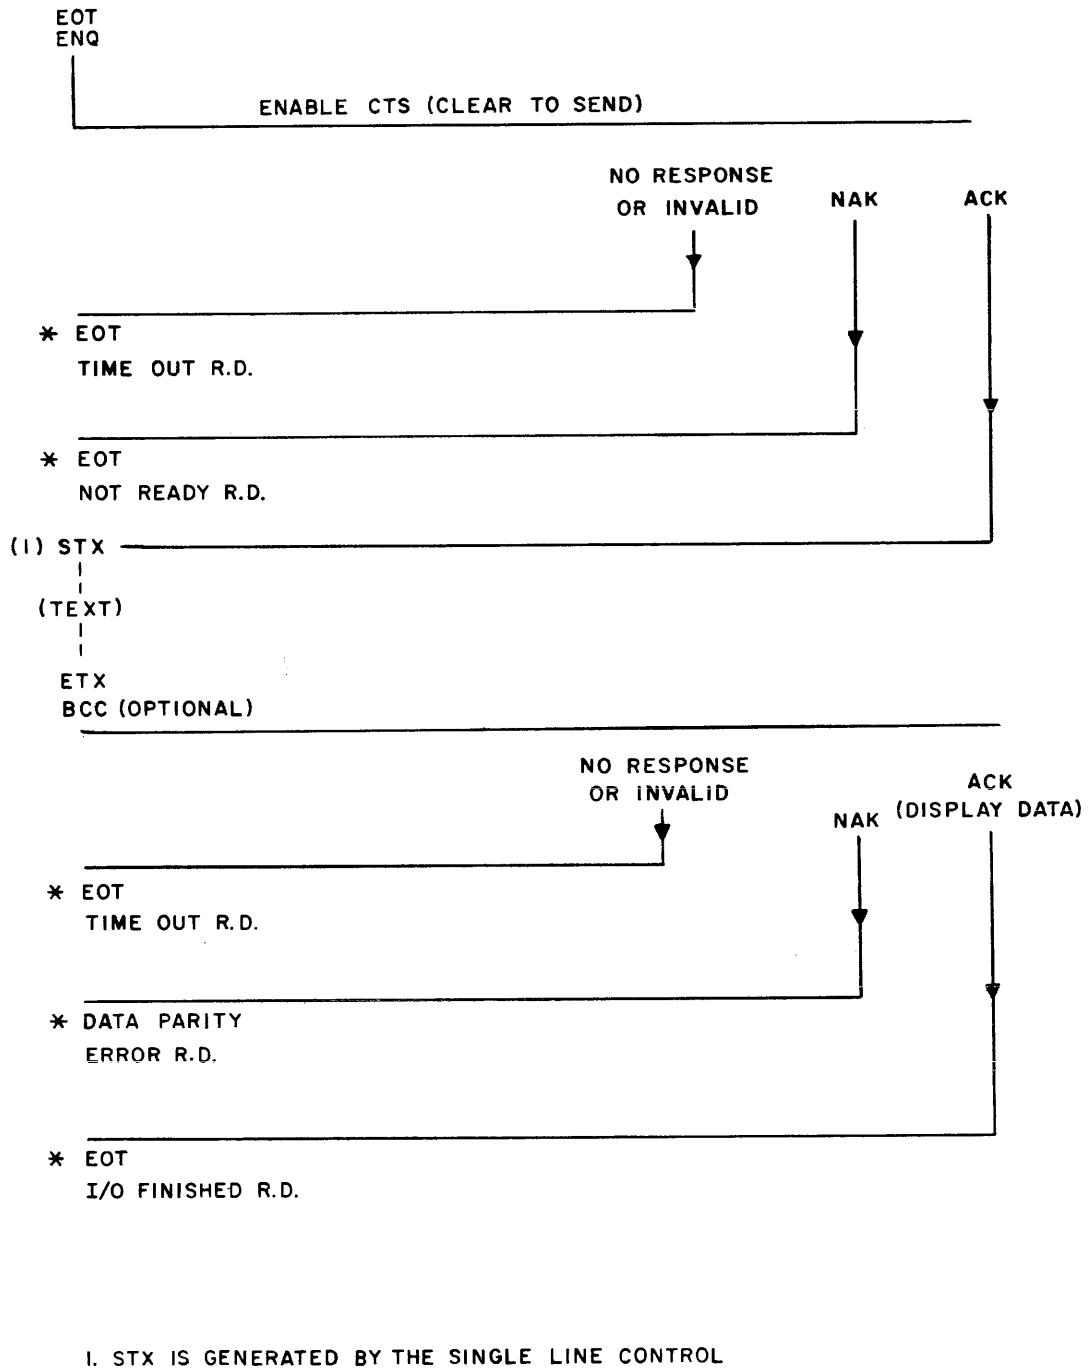 EOT
ENQ
ENABLE CTS (CLEAR TO SEND)
NO RESPONSE
OR INVALID
NAK
ACK
* EOT
TIME OUT R.D.
* EOT
NOT READY R.D.
(1) STX
(TEXT)
ETX
BCC (OPTIONAL)
NO RESPONSE
OR INVALID
NAK
ACK
(DISPLAY DATA)
* EOT
TIME OUT R.D.
* DATA PARITY
ERROR R.D.
* EOT
I/O FINISHED R.D.
1. STX IS GENERATED BY THE SINGLE LINE CONTROL